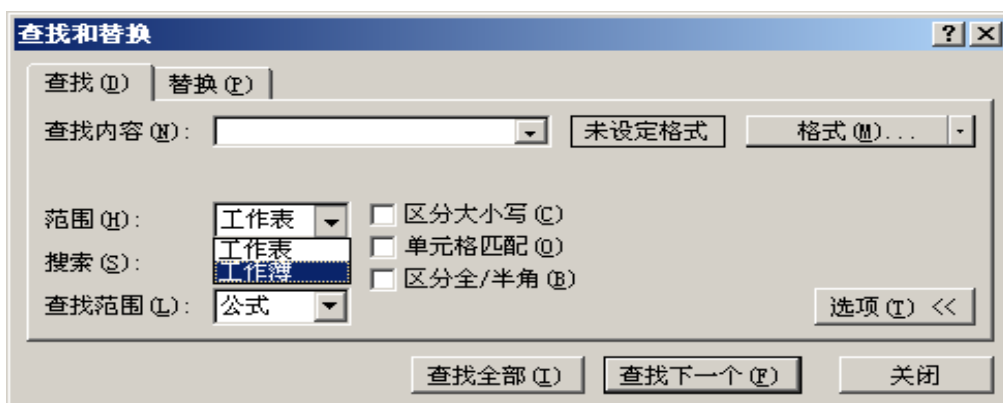 查找和替换
查找(D) 替换(P)
查找内容(N): 未设定格式 格式(M)...
范围(H): 工作表 区分大小写(C)
工作表 单元格匹配(O)
搜索(S): 工作簿 区分全/半角(B)
查找范围(L): 公式 选项(T) <<
查找全部(I) 查找下一个(F) 关闭